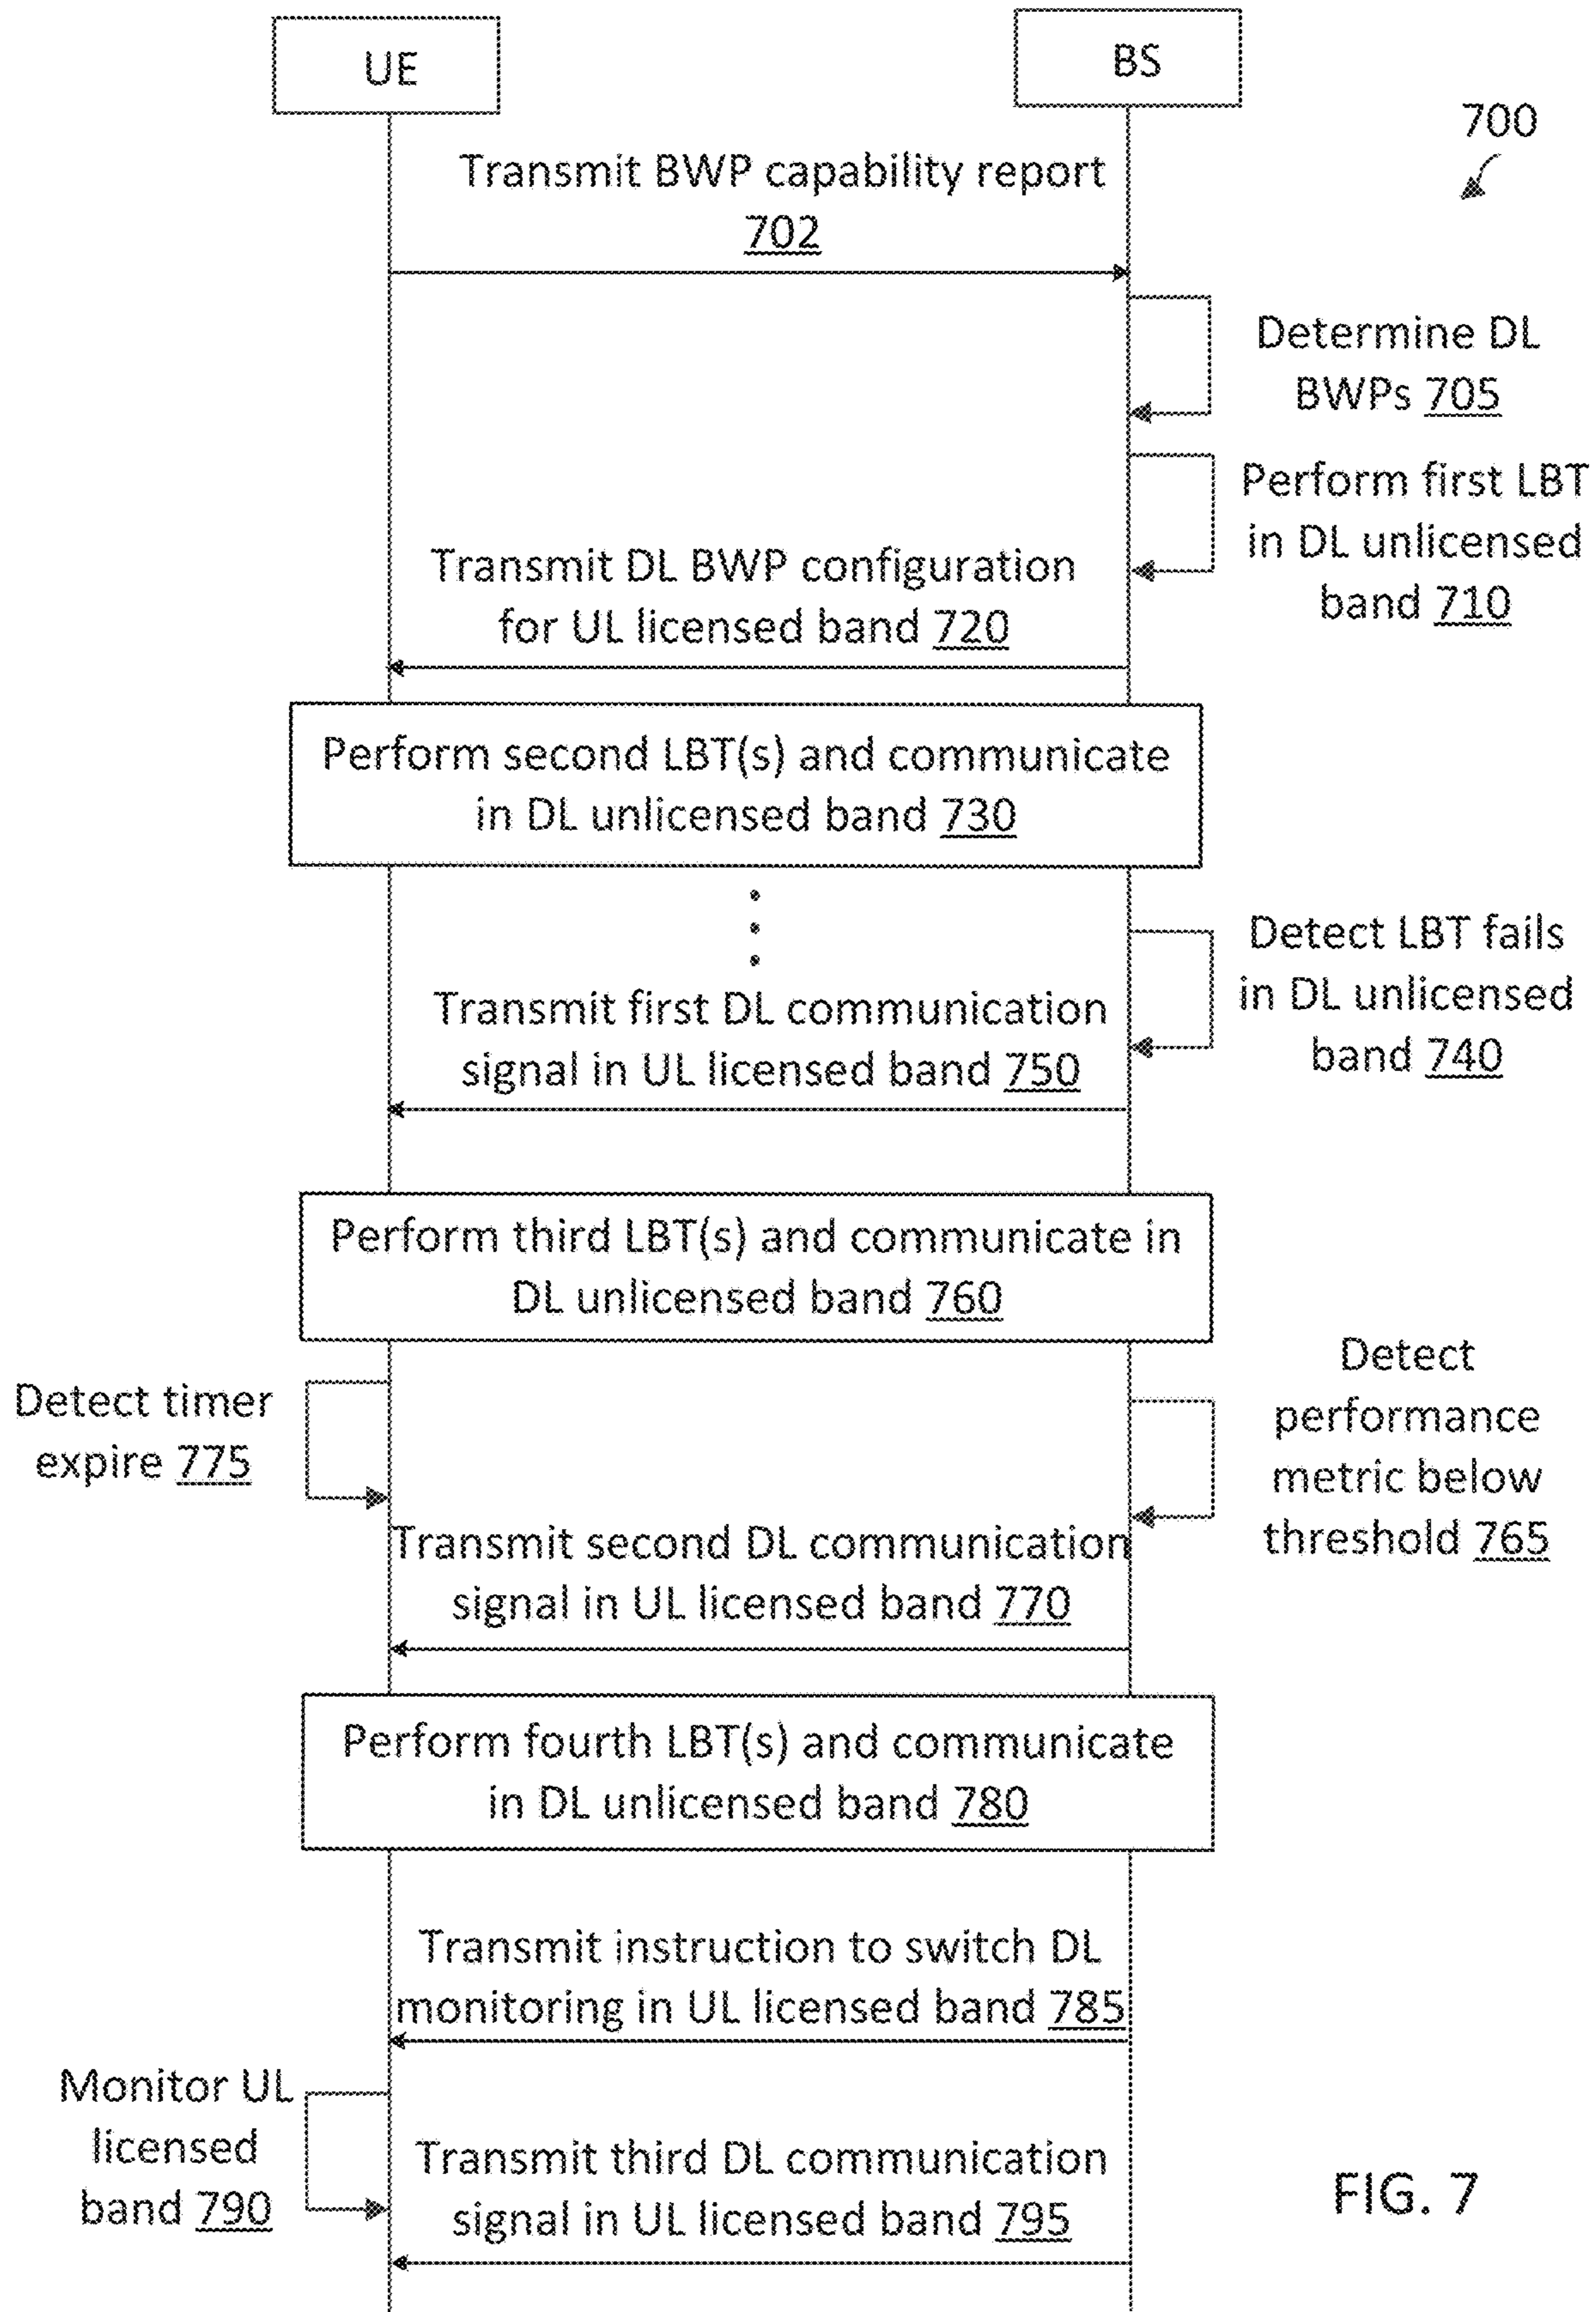 UE
BS
700
Transmit BWP capability report
702
Determine DL
BWPs 705
Perform first LBT
in DL unlicensed
band 710
Transmit DL BWP configuration
for UL licensed band 720
Perform second LBT(s) and communicate
in DL unlicensed band 730
Detect LBT fails
in DL unlicensed
band 740
Transmit first DL communication
signal in UL licensed band 750
Perform third LBT(s) and communicate in
DL unlicensed band 760
Detect timer
expire 775
Detect
performance
metric below
threshold 765
Transmit second DL communication
signal in UL licensed band 770
Perform fourth LBT(s) and communicate
in DL unlicensed band 780
Transmit instruction to switch DL
monitoring in UL licensed band 785
Monitor UL
licensed
band 790
Transmit third DL communication
signal in UL licensed band 795
FIG. 7